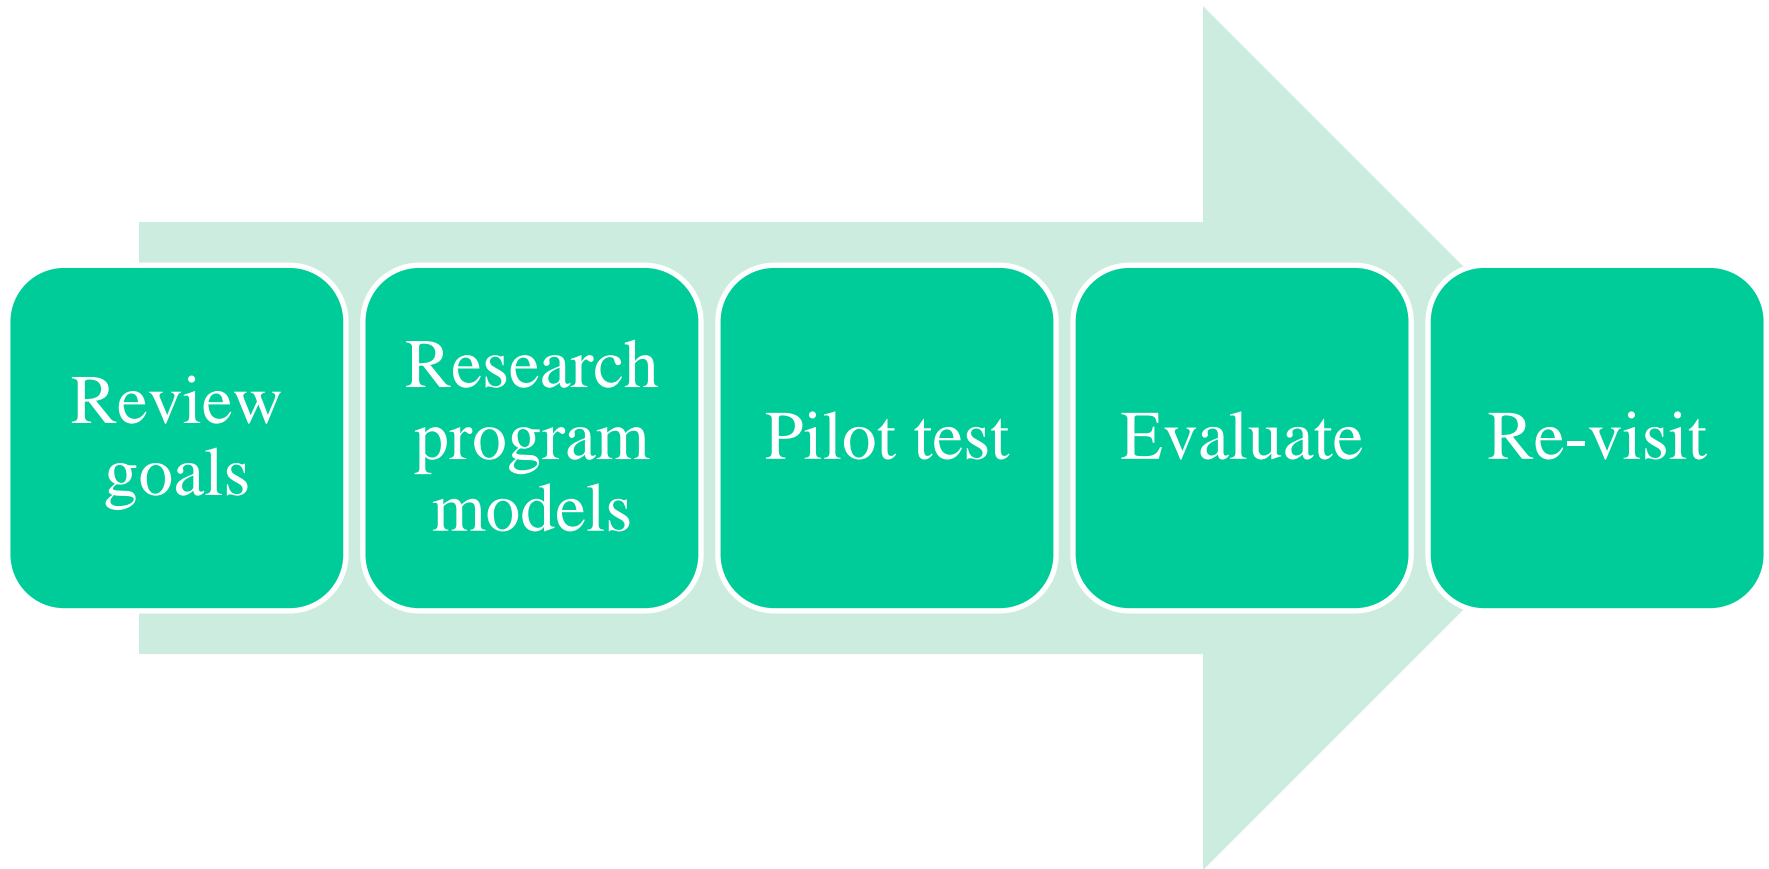 Review
goals
Research
program
models
Pilot test
Evaluate
Re-visit